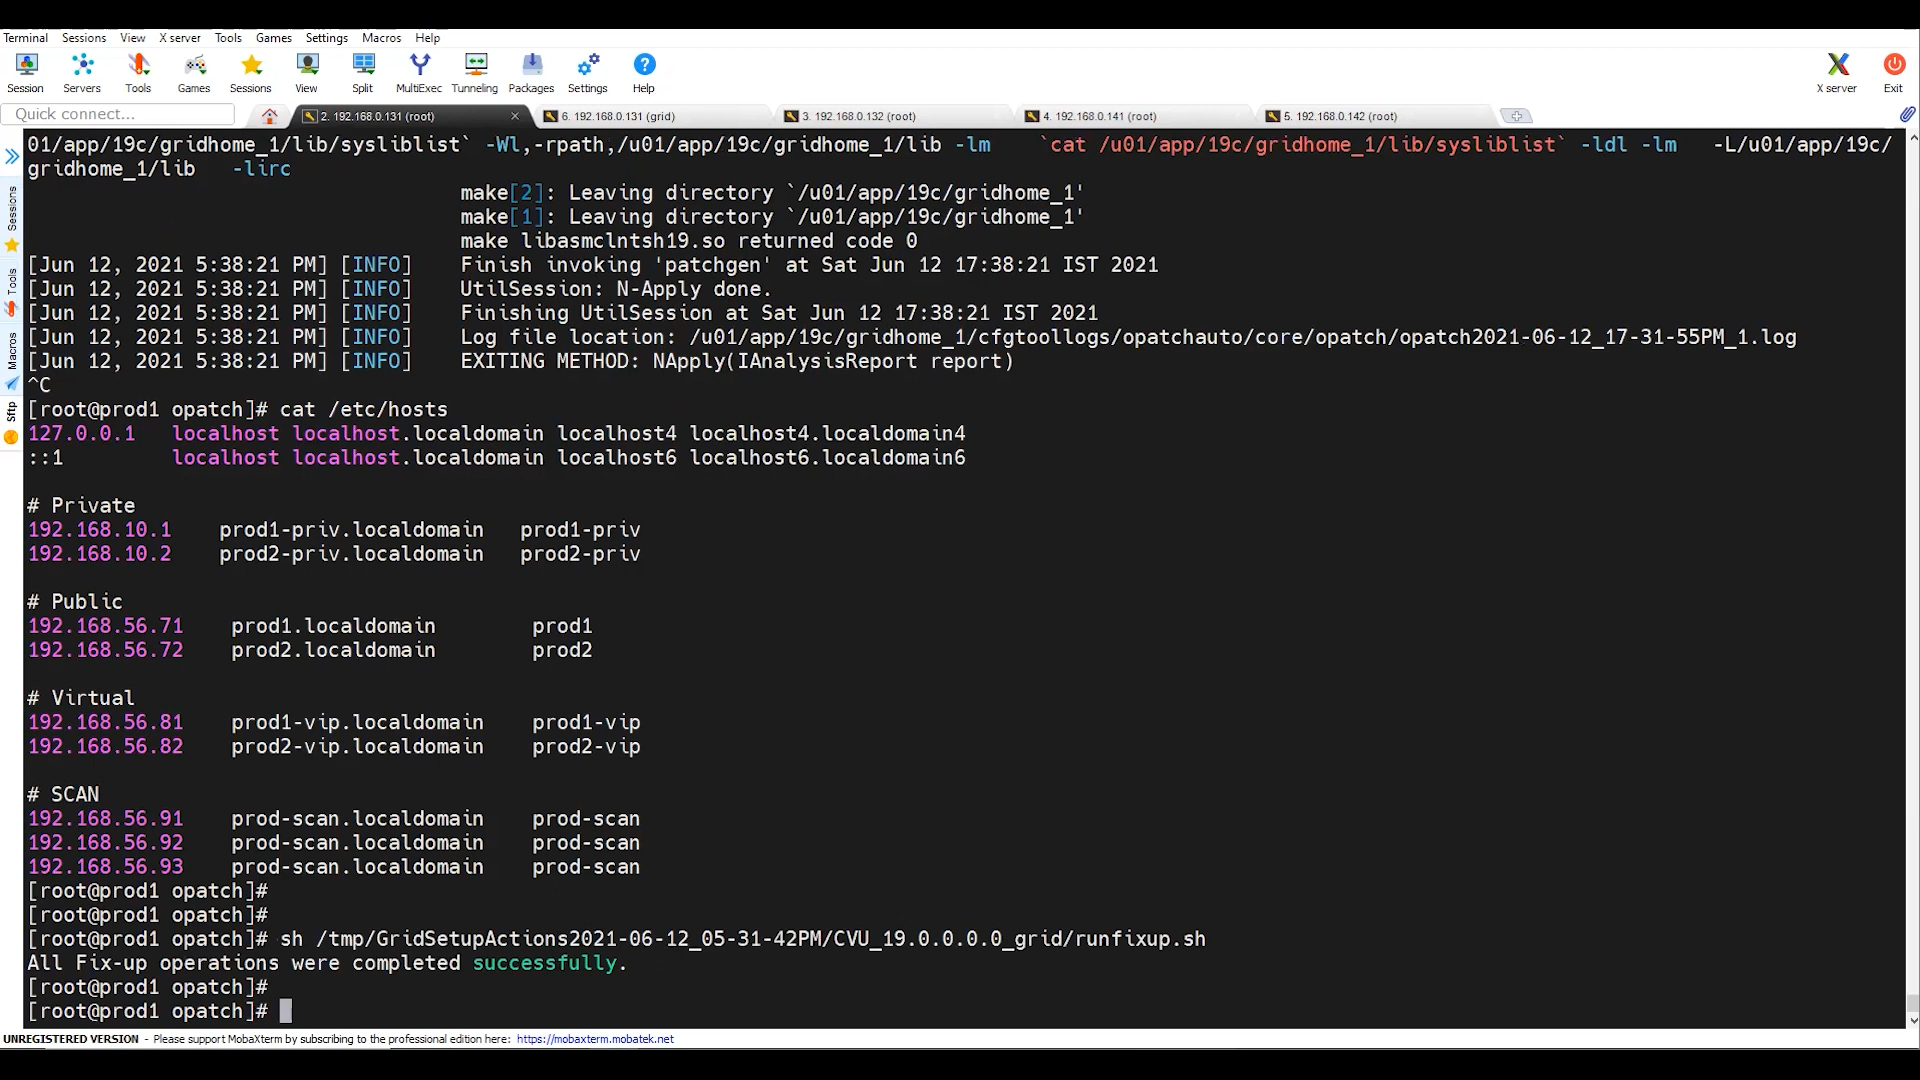 Terminal Sessions View X server Tools Games Settings Macros Help
Session Servers Tools Games Sessions View Split MultiExec Tunneling Packages Settings Help X server Exit
Quick connect... 2. 192.168.0.131 (root) 6. 192.168.0.131 (grid) 3. 192.168.0.132 (root) 4. 192.168.0.141 (root) 5. 192.168.0.142 (root)
Sessions
Tools
Macros
Sftp
01/app/19c/gridhome_1/lib/sysliblist` -Wl,-rpath,/u01/app/19c/gridhome_1/lib -lm `cat /u01/app/19c/gridhome_1/lib/sysliblist` -ldl -lm -L/u01/app/19c/
gridhome_1/lib -lirc
make[2]: Leaving directory `/u01/app/19c/gridhome_1'
make[1]: Leaving directory `/u01/app/19c/gridhome_1'
make libasmclntsh19.so returned code 0
[Jun 12, 2021 5:38:21 PM] [INFO] Finish invoking 'patchgen' at Sat Jun 12 17:38:21 IST 2021
[Jun 12, 2021 5:38:21 PM] [INFO] UtilSession: N-Apply done.
[Jun 12, 2021 5:38:21 PM] [INFO] Finishing UtilSession at Sat Jun 12 17:38:21 IST 2021
[Jun 12, 2021 5:38:21 PM] [INFO] Log file location: /u01/app/19c/gridhome_1/cfgtoollogs/opatchauto/core/opatch/opatch2021-06-12_17-31-55PM_1.log
[Jun 12, 2021 5:38:21 PM] [INFO] EXITING METHOD: NApply(IAnalysisReport report)
^C
[root@prod1 opatch]# cat /etc/hosts
127.0.0.1 localhost localhost.localdomain localhost4 localhost4.localdomain4
::1 localhost localhost.localdomain localhost6 localhost6.localdomain6
# Private
192.168.10.1 prod1-priv.localdomain prod1-priv
192.168.10.2 prod2-priv.localdomain prod2-priv
# Public
192.168.56.71 prod1.localdomain prod1
192.168.56.72 prod2.localdomain prod2
# Virtual
192.168.56.81 prod1-vip.localdomain prod1-vip
192.168.56.82 prod2-vip.localdomain prod2-vip
# SCAN
192.168.56.91 prod-scan.localdomain prod-scan
192.168.56.92 prod-scan.localdomain prod-scan
192.168.56.93 prod-scan.localdomain prod-scan
[root@prod1 opatch]#
[root@prod1 opatch]#
[root@prod1 opatch]# sh /tmp/GridSetupActions2021-06-12_05-31-42PM/CVU_19.0.0.0.0_grid/runfixup.sh
All Fix-up operations were completed successfully.
[root@prod1 opatch]#
[root@prod1 opatch]#
UNREGISTERED VERSION - Please support MobaXterm by subscribing to the professional edition here: https://mobaxterm.mobatek.net